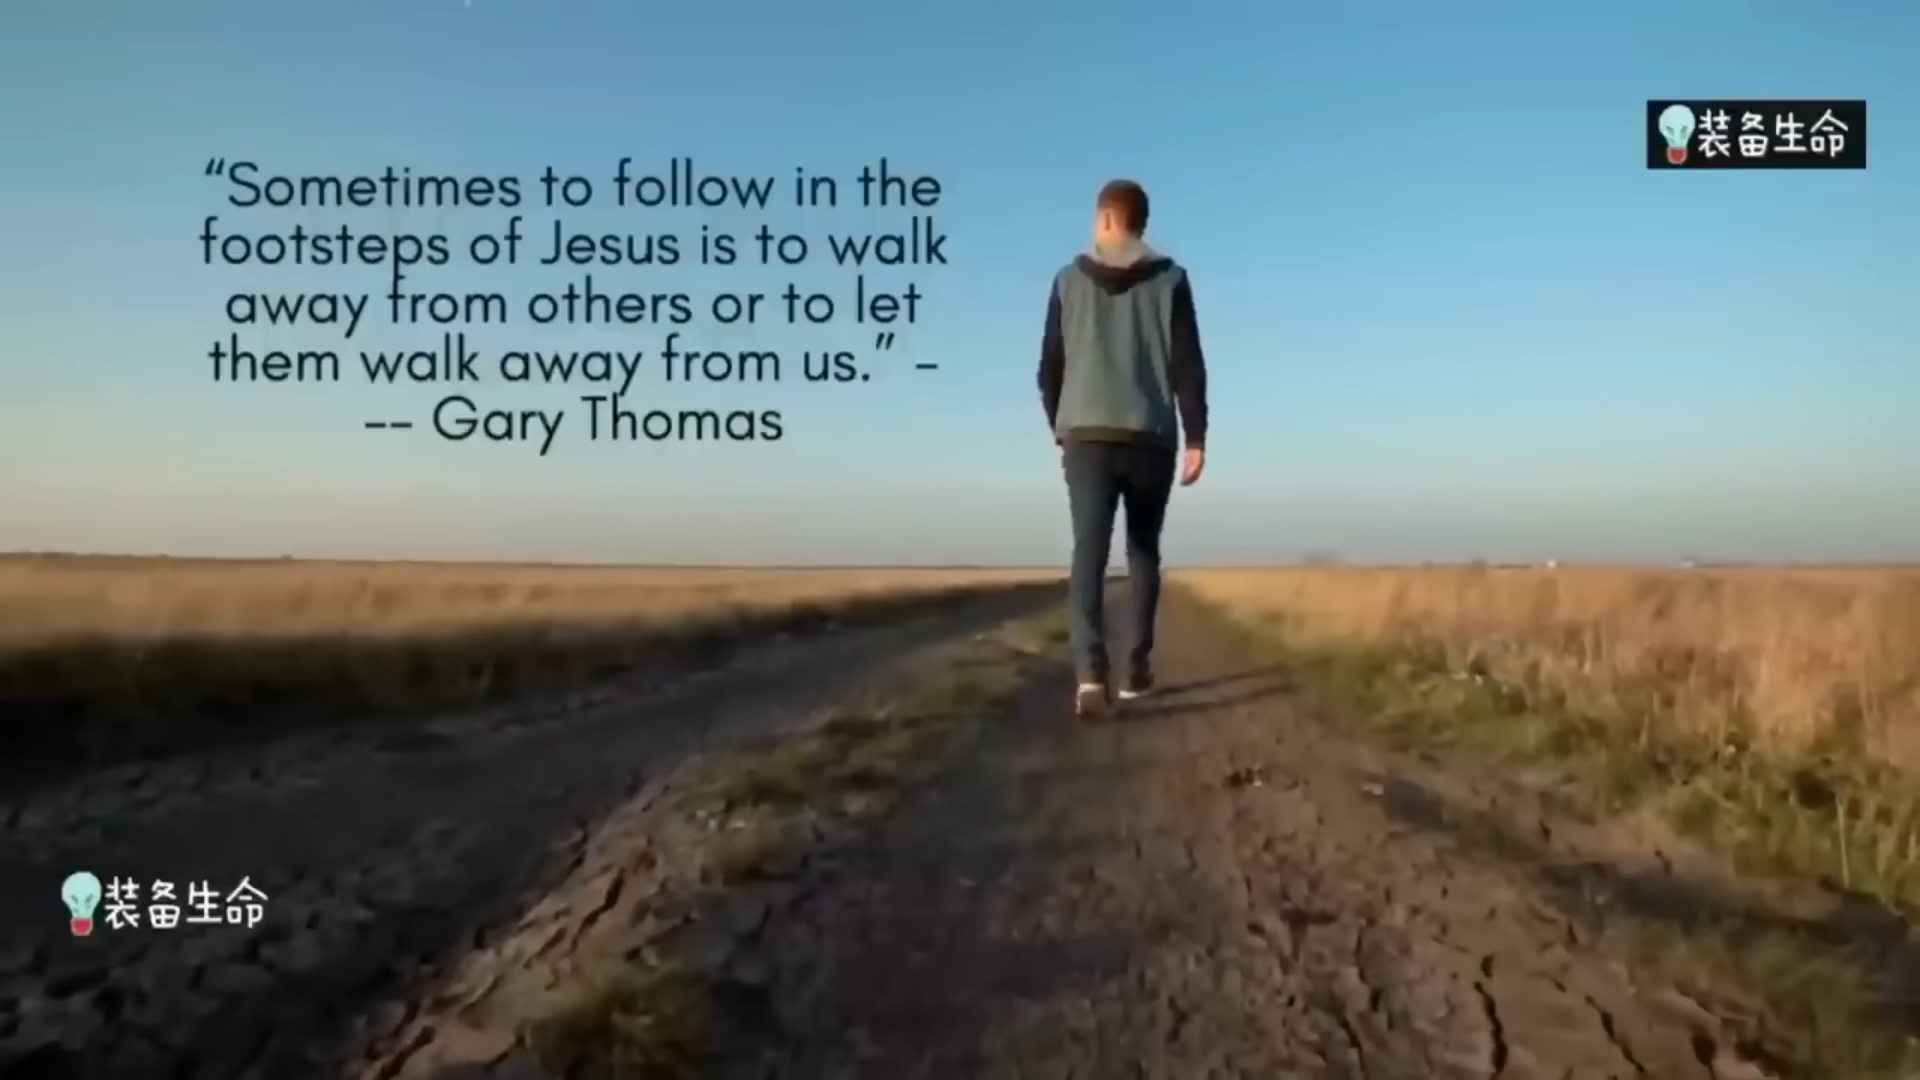 “Sometimes to follow in the
footsteps of Jesus is to walk
away from others or to let
them walk away from us.” -
-- Gary Thomas
装备生命
装备生命